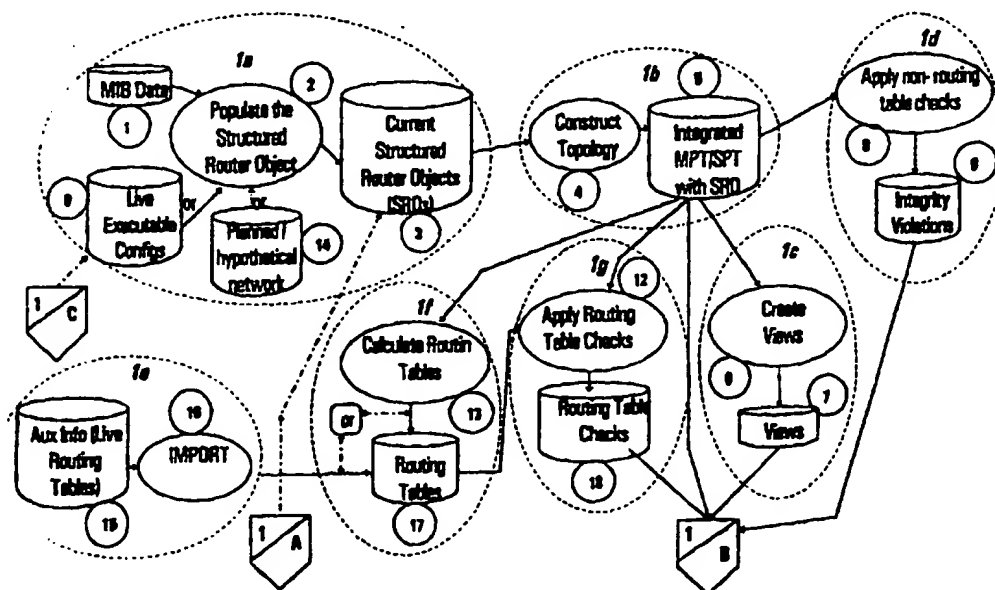 1a
MIB Data
1
2
Populate the
Structured
Router Object
Current
Structured
Router Objects
(SROs)
3
Live
Executable
Configs
or
or
Planned /
hypothetical
network
14
1
C
1b
5
Construct
Topology
4
Integrated
MPT/SPT
with SRO
1d
Apply non-routing
table checks
8
Integrity
Violations
1e
Aux Info (Live
Routing
Tables)
15
16
IMPORT
1
A
1f
Calculate Routin
Tables
13
or
Routing
Tables
17
1g
12
Apply Routing
Table Checks
Routing Table
Checks
18
1c
Create
Views
6
7
Views
1
B